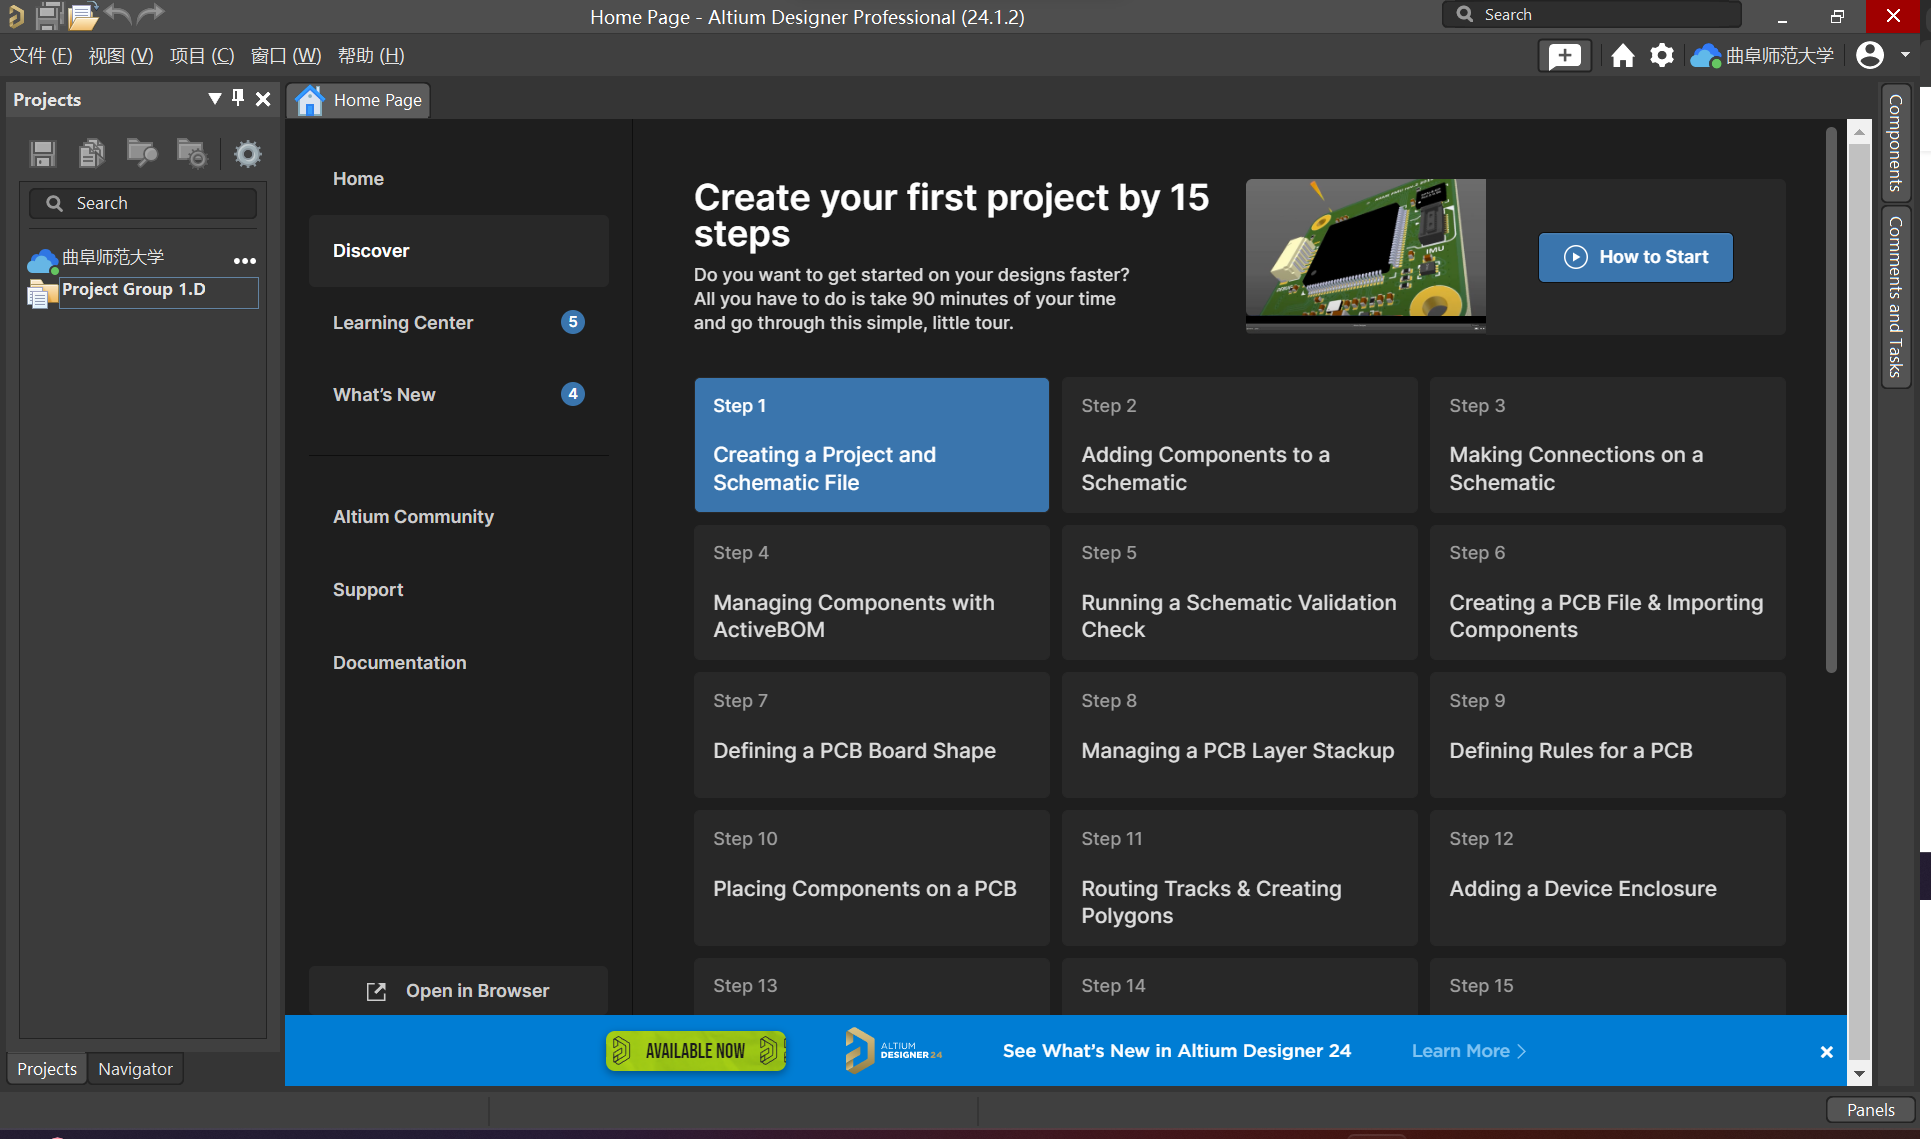 Home Page - Altium Designer Professional (24.1.2)
Search
文件 (F) 视图 (V) 项目 (C) 窗口 (W) 帮助 (H)
曲阜师范大学
Projects
Home Page
Search
曲阜师范大学
Project Group 1.D
Home
Discover
Learning Center 5
What's New 4
Altium Community
Support
Documentation
Open in Browser
Create your first project by 15
steps
Do you want to get started on your designs faster?
All you have to do is take 90 minutes of your time
and go through this simple, little tour.
IMU
How to Start
Step 1
Creating a Project and
Schematic File
Step 2
Adding Components to a
Schematic
Step 3
Making Connections on a
Schematic
Step 4
Managing Components with
ActiveBOM
Step 5
Running a Schematic Validation
Check
Step 6
Creating a PCB File & Importing
Components
Step 7
Defining a PCB Board Shape
Step 8
Managing a PCB Layer Stackup
Step 9
Defining Rules for a PCB
Step 10
Placing Components on a PCB
Step 11
Routing Tracks & Creating
Polygons
Step 12
Adding a Device Enclosure
Step 13
Step 14
Step 15
AVAILABLE NOW
ALTIUM
DESIGNER 24
See What's New in Altium Designer 24
Learn More
Components
Comments and Tasks
Projects
Navigator
Panels